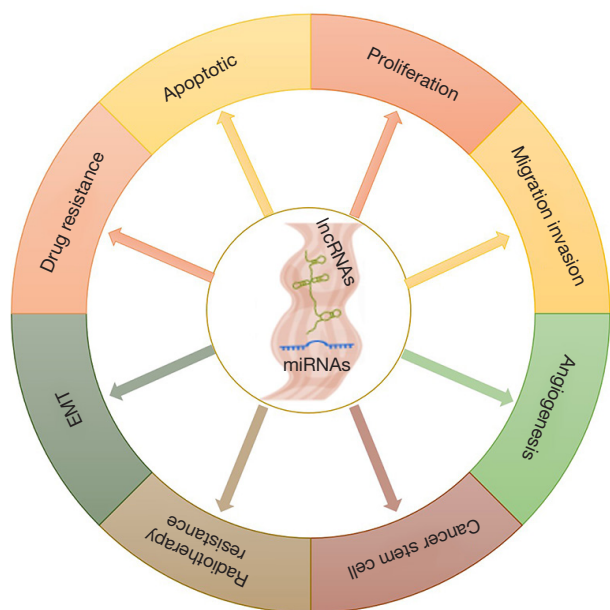 Apoptotic
Proliferation
Migration invasion
Angiogenesis
Cancer stem cell
Radiotherapy
resistance
EMT
Drug resistance
lncRNAs
miRNAs